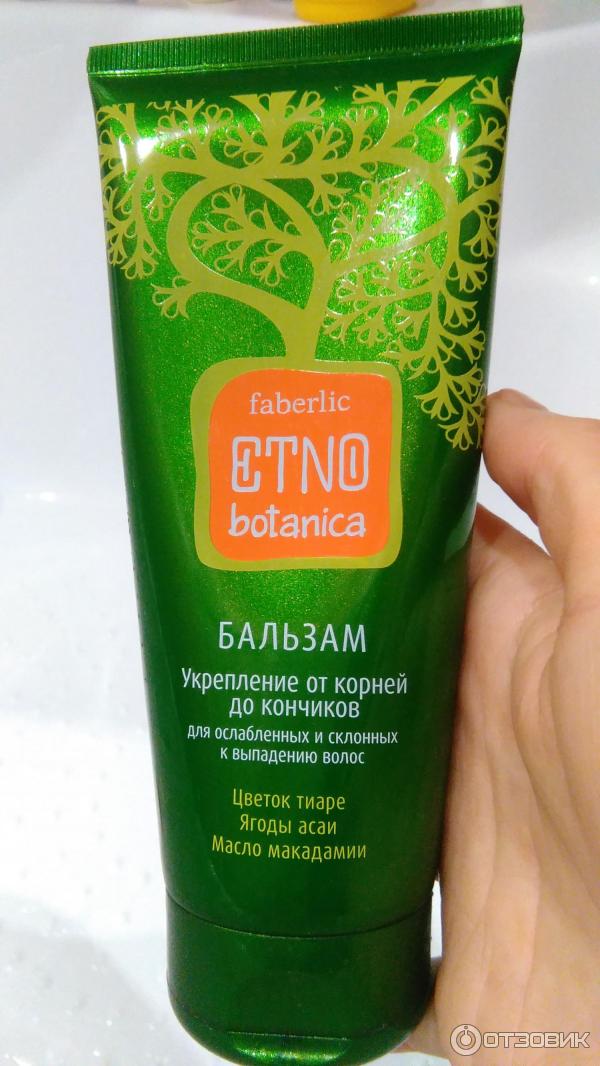 faberlic
ETNO
botanica
БАЛЬЗАМ
Укрепление от корней
до кончиков
для ослабленных и склонных
к выпадению волос
Цветок тиаре
Ягоды асаи
Масло макадамии
ОТЗОВИК